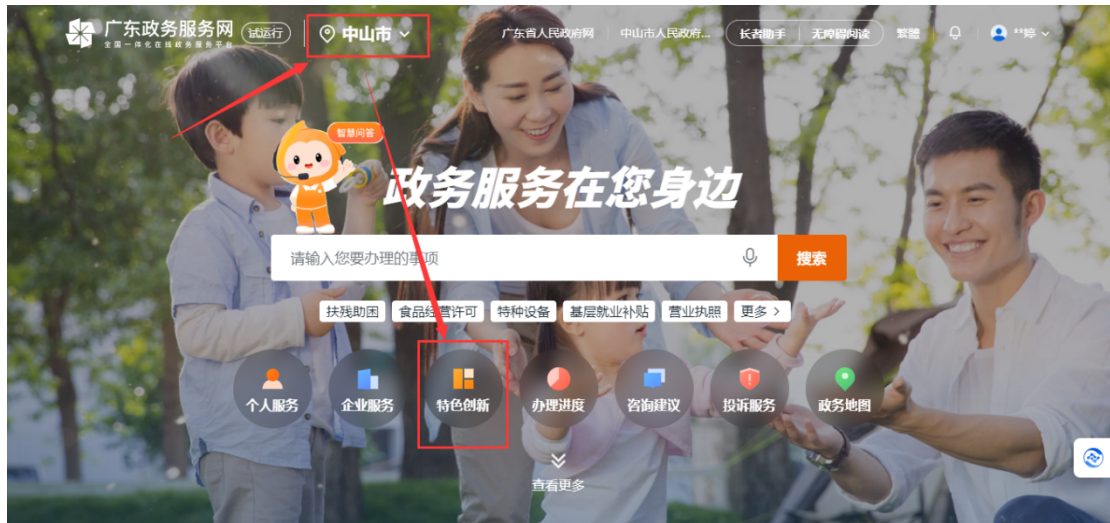 广东政务服务网 试运行 中山市 广东省人民政府网 中山市人民政府... 长者助手 无障碍阅读 繁體 **婷
全国一体化在线政务服务平台
智慧问答
政务服务在您身边
请输入您要办理的事项 搜索
扶残助困 食品经营许可 特种设备 基层就业补贴 营业执照 更多 >
个人服务 企业服务 特色创新 办理进度 咨询建议 投诉服务 政务地图
查看更多